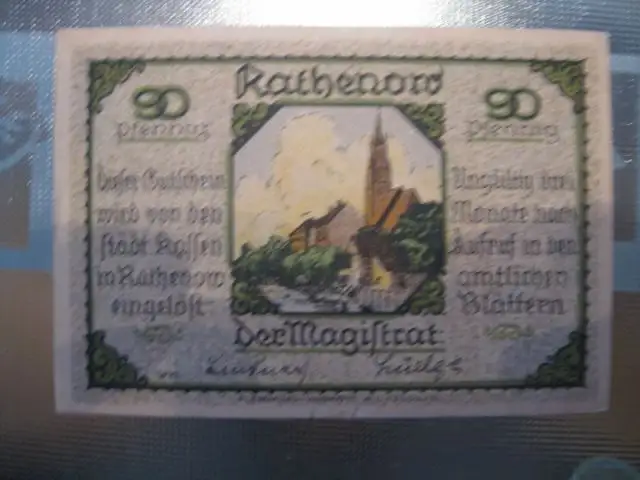 Rathenow
90
Pfennig
90
Pfennig
Dieser Gutschein
wird von den
städt. Kassen
in Rathenow
eingelöst
Ungültig drei
Monate nach
Aufruf in den
amtlichen
Blättern
Der Magistrat